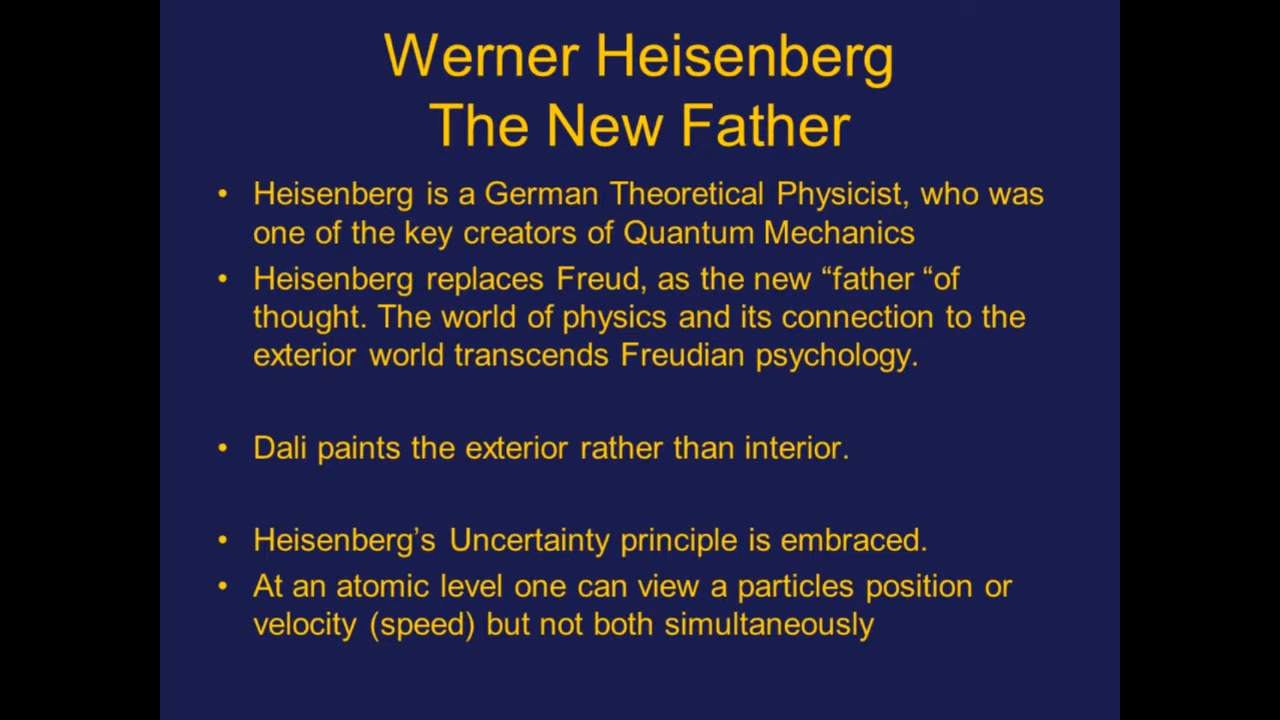 Werner Heisenberg
The New Father
• Heisenberg is a German Theoretical Physicist, who was
one of the key creators of Quantum Mechanics
• Heisenberg replaces Freud, as the new “father “of
thought. The world of physics and its connection to the
exterior world transcends Freudian psychology.
• Dali paints the exterior rather than interior.
• Heisenberg’s Uncertainty principle is embraced.
• At an atomic level one can view a particles position or
velocity (speed) but not both simultaneously